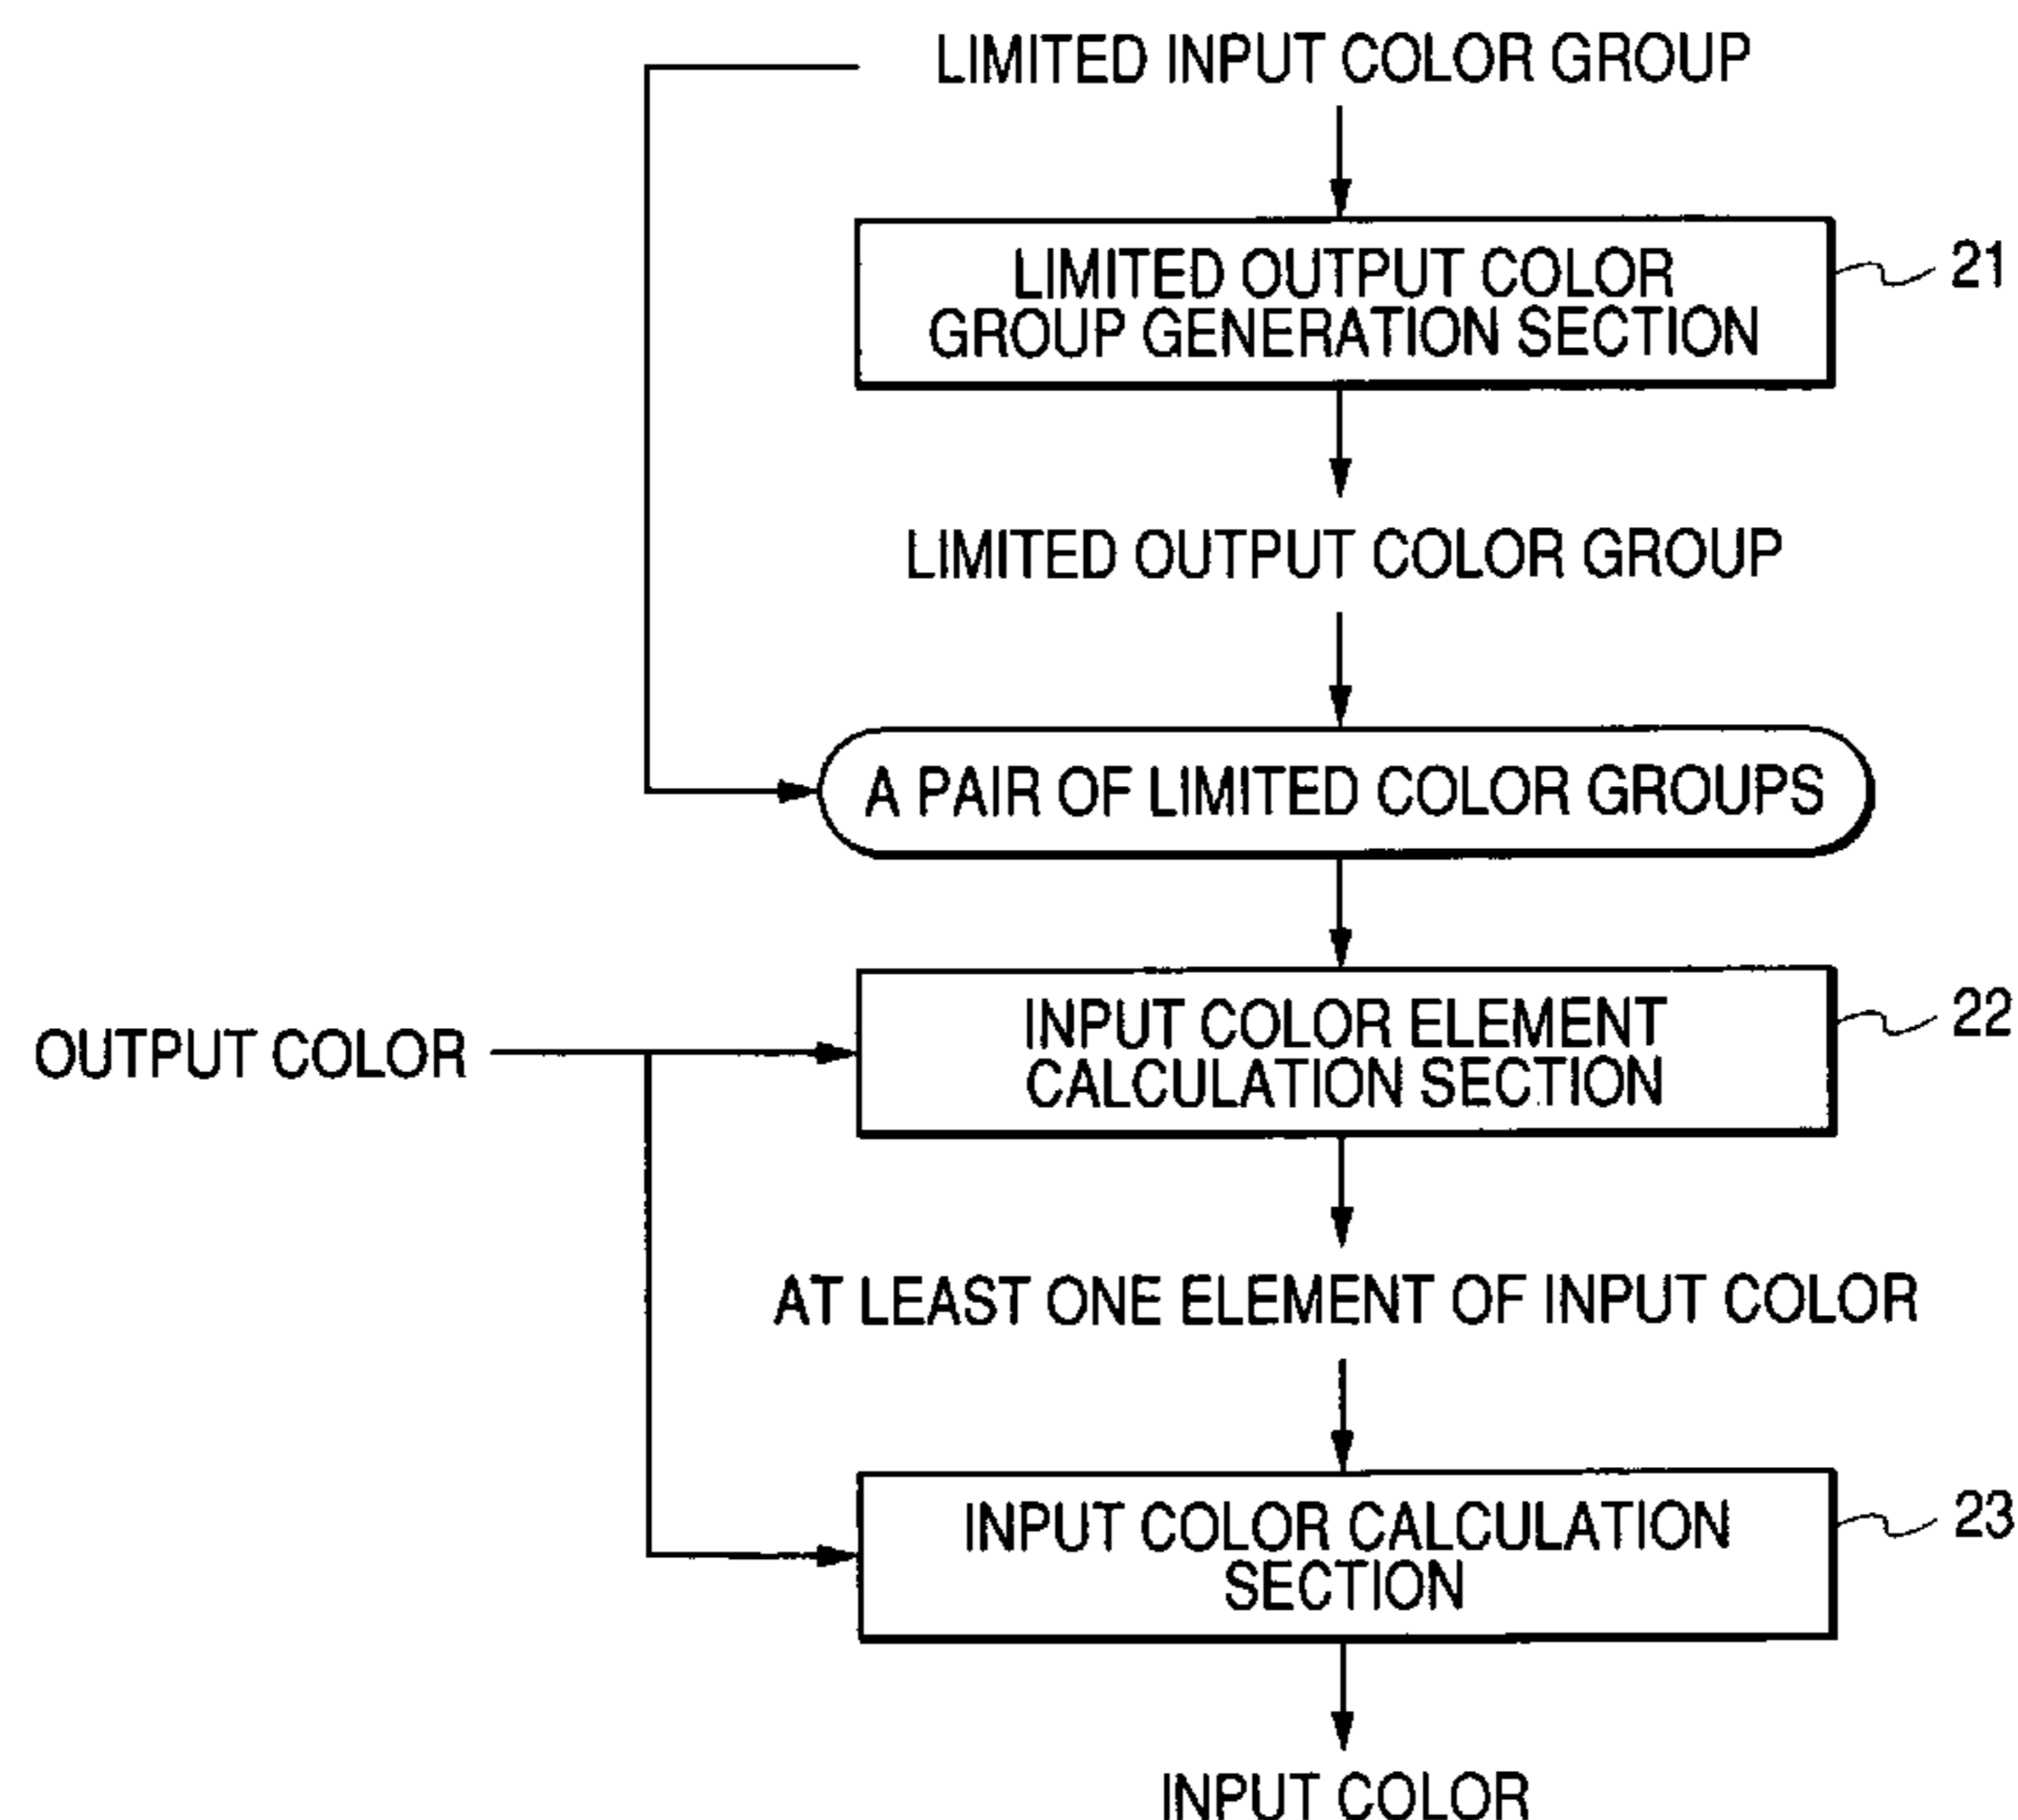 LIMITED INPUT COLOR GROUP
LIMITED OUTPUT COLOR
GROUP GENERATION SECTION
21
LIMITED OUTPUT COLOR GROUP
A PAIR OF LIMITED COLOR GROUPS
OUTPUT COLOR
INPUT COLOR ELEMENT
CALCULATION SECTION
22
AT LEAST ONE ELEMENT OF INPUT COLOR
INPUT COLOR CALCULATION
SECTION
23
INPUT COLOR